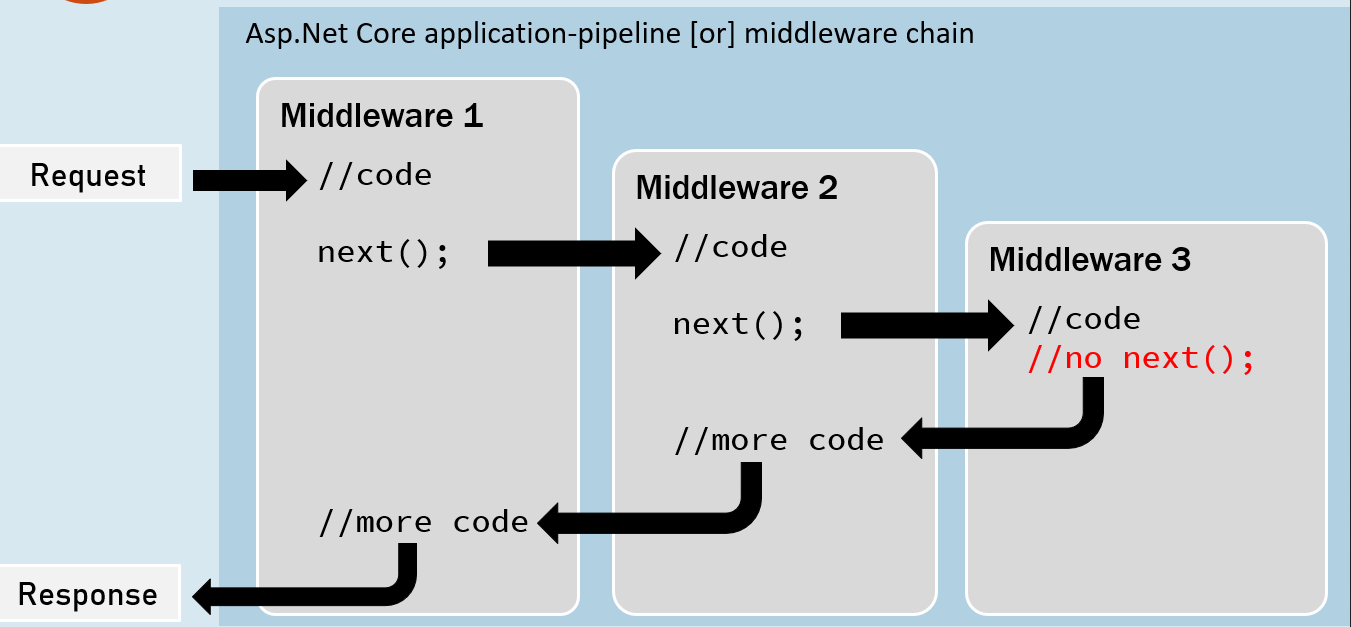 Asp.Net Core application-pipeline [or] middleware chain
Middleware 1
Request
//code
next();
Middleware 2
//code
next();
Middleware 3
//code
//no next();
//more code
//more code
Response